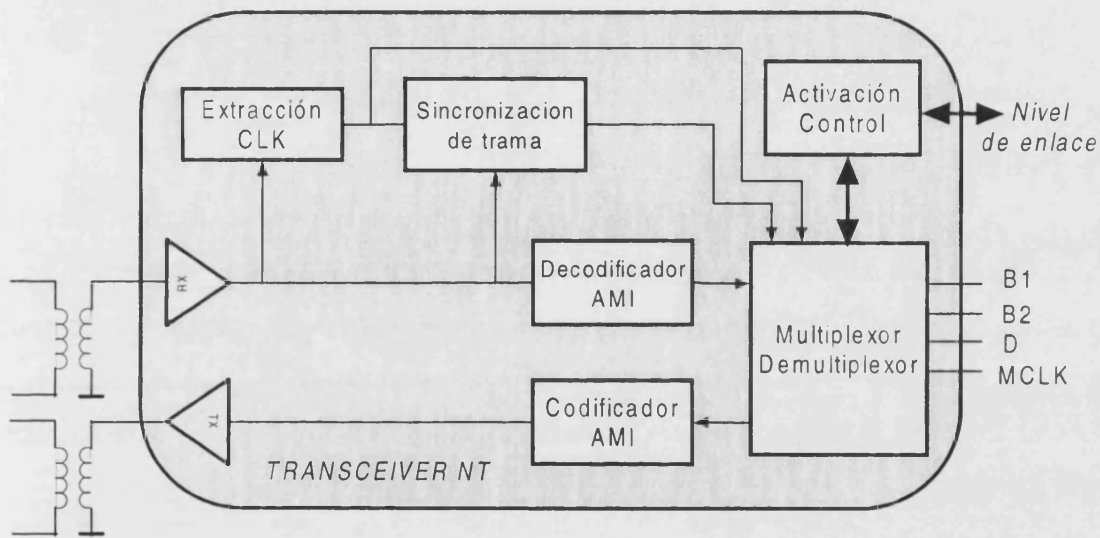 Extracción
CLK
Sincronizacion
de trama
Activación
Control
Nivel
de enlace
RX
Decodificador
AMI
Multiplexor
Demultiplexor
B1
B2
D
MCLK
TX
Codificador
AMI
TRANSCEIVER NT